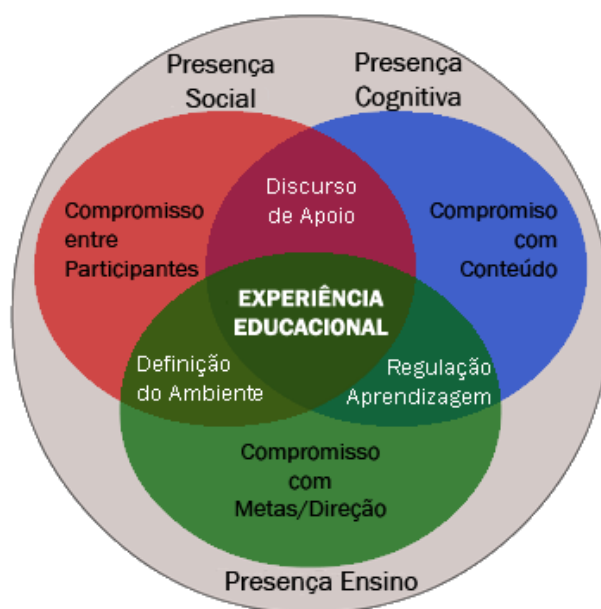 Presença
Social
Presença
Cognitiva
Discurso
de Apoio
Compromisso
entre
Participantes
Compromiso
com
Conteúdo
EXPERIÊNCIA
EDUCACIONAL
Definição
do Ambiente
Regulação
Aprendizagem
Compromisso
com
Metas/Direção
Presença Ensino